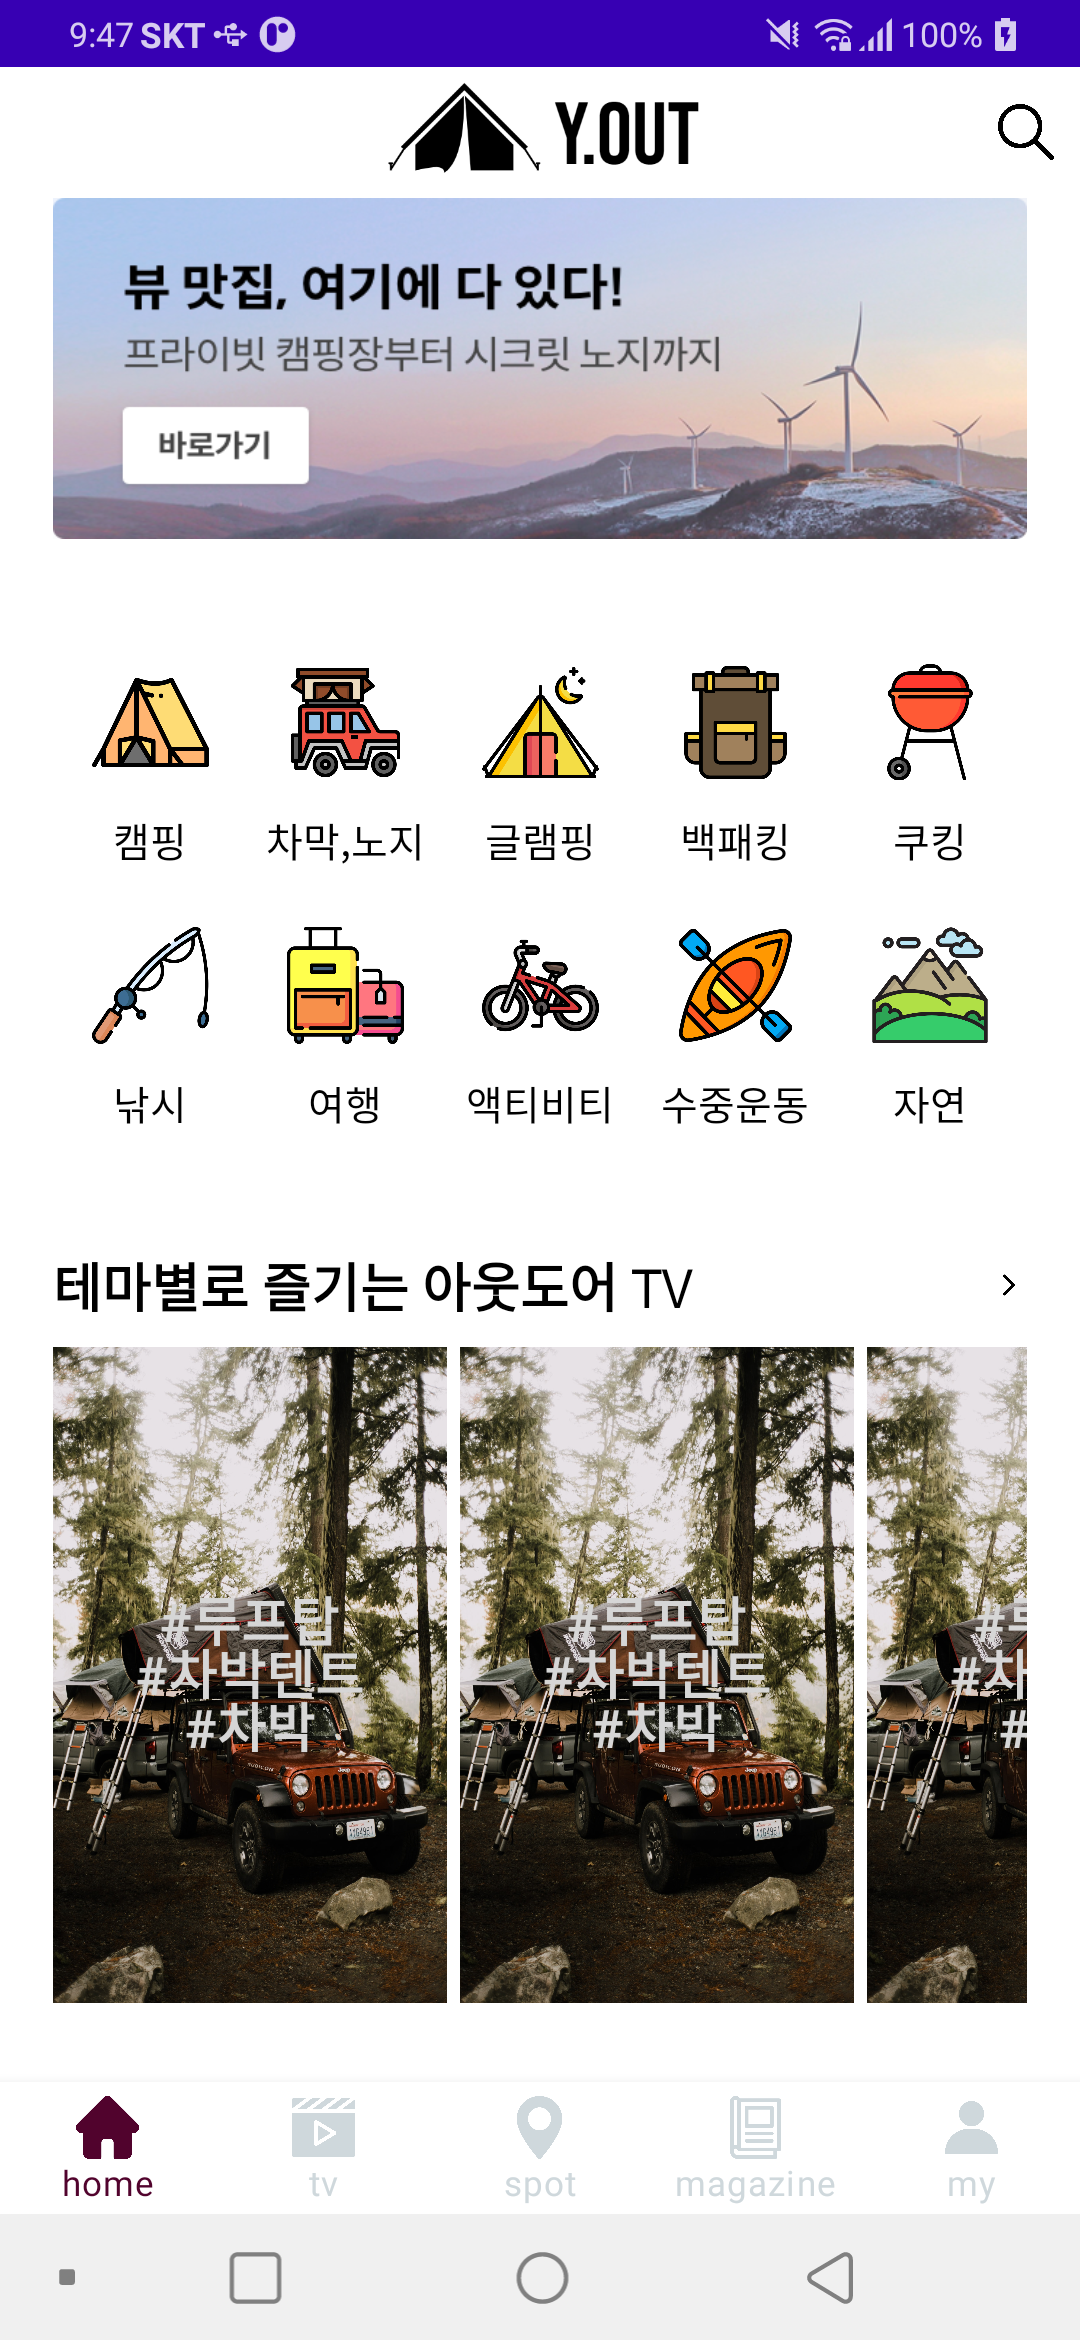 9:47 SKT 100%
Y.OUT
뷰 맛집, 여기에 다 있다!
프라이빗 캠핑장부터 시크릿 노지까지
바로가기
캠핑 차막,노지 글램핑 백패킹 쿠킹
낚시 여행 액티비티 수중운동 자연
테마별로 즐기는 아웃도어 TV
#루프탑 #루프탑 #루
#차박텐트 #차박텐트 #차
#차박 #차박 #
home tv spot magazine my